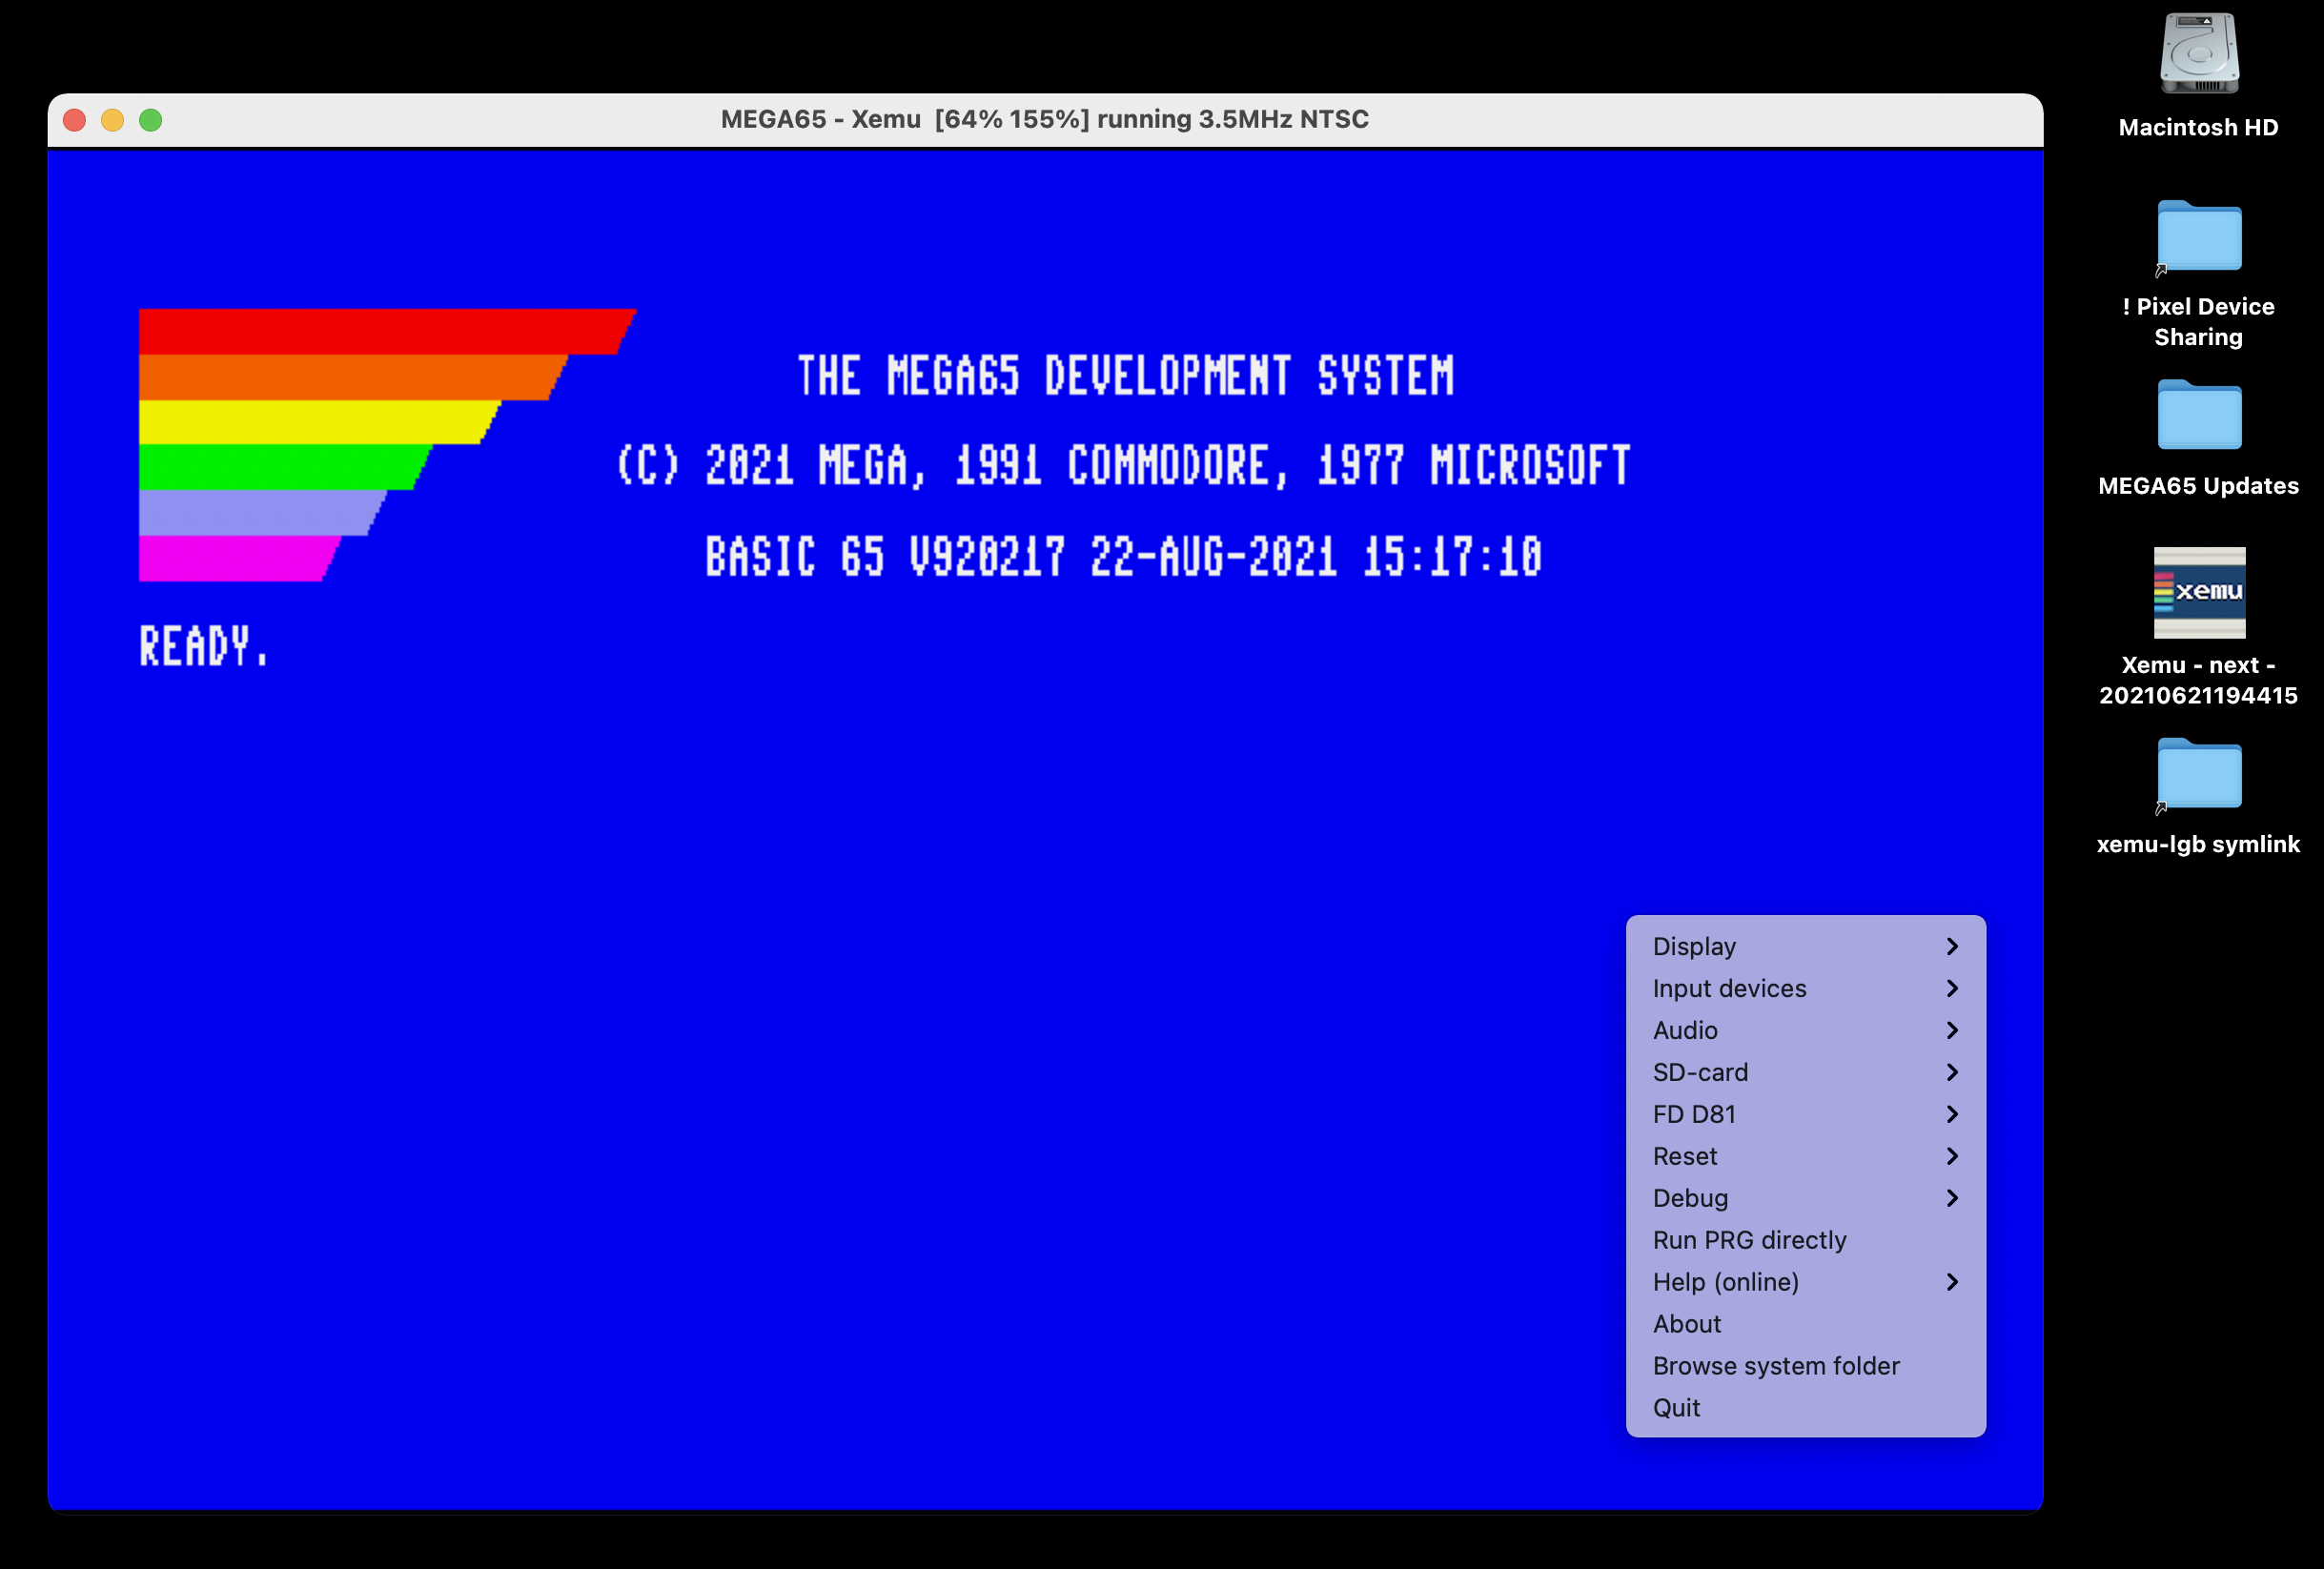 MEGA65 - Xemu [64% 155%] running 3.5MHz NTSC
THE MEGA65 DEVELOPMENT SYSTEM
(C) 2021 MEGA, 1991 COMMODORE, 1977 MICROSOFT
BASIC 65 V920217 22-AUG-2021 15:17:10
READY.
Display
Input devices
Audio
SD-card
FD D81
Reset
Debug
Run PRG directly
Help (online)
About
Browse system folder
Quit
Macintosh HD
! Pixel Device
Sharing
MEGA65 Updates
xemu
Xemu - next -
20210621194415
xemu-lgb symlink